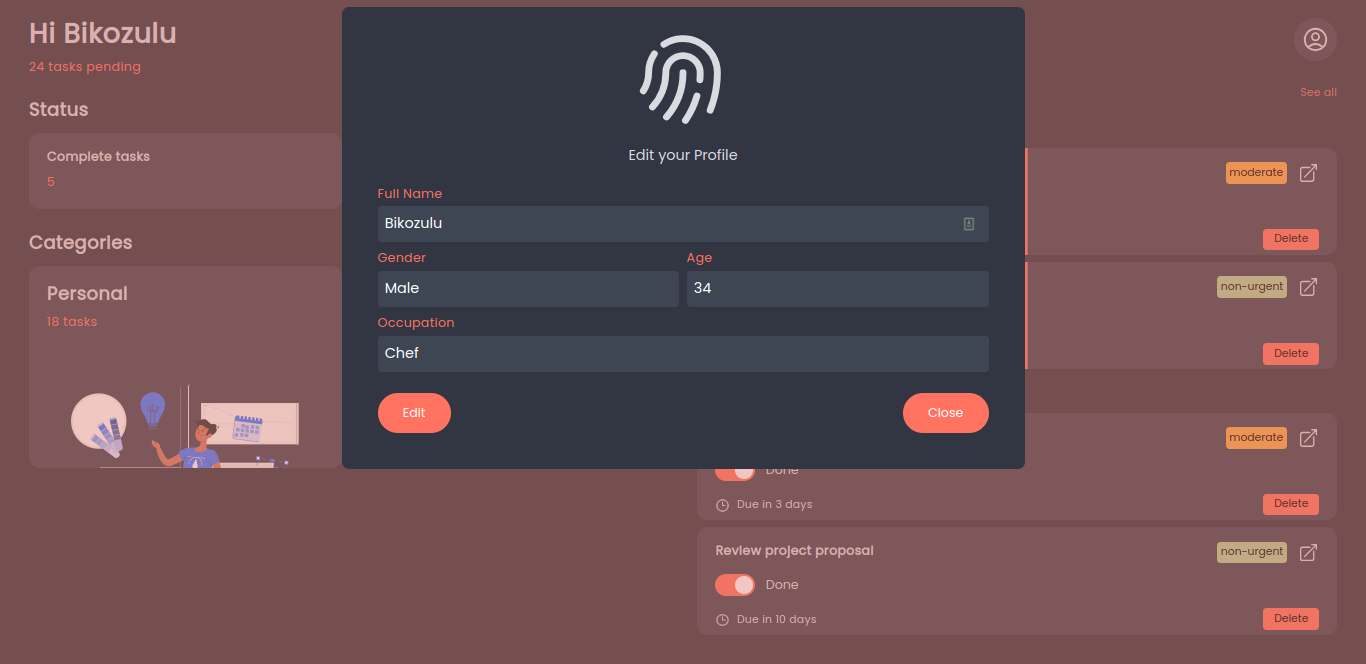 Hi Bikozulu
24 tasks pending
Status
Complete tasks
5
Categories
Personal
18 tasks
Edit your Profile
Full Name
Bikozulu
Gender
Age
Male
34
Occupation
Chef
Edit
Close
See all
moderate
Delete
non-urgent
Delete
moderate
Done
Due in 3 days
Delete
Review project proposal
non-urgent
Done
Due in 10 days
Delete